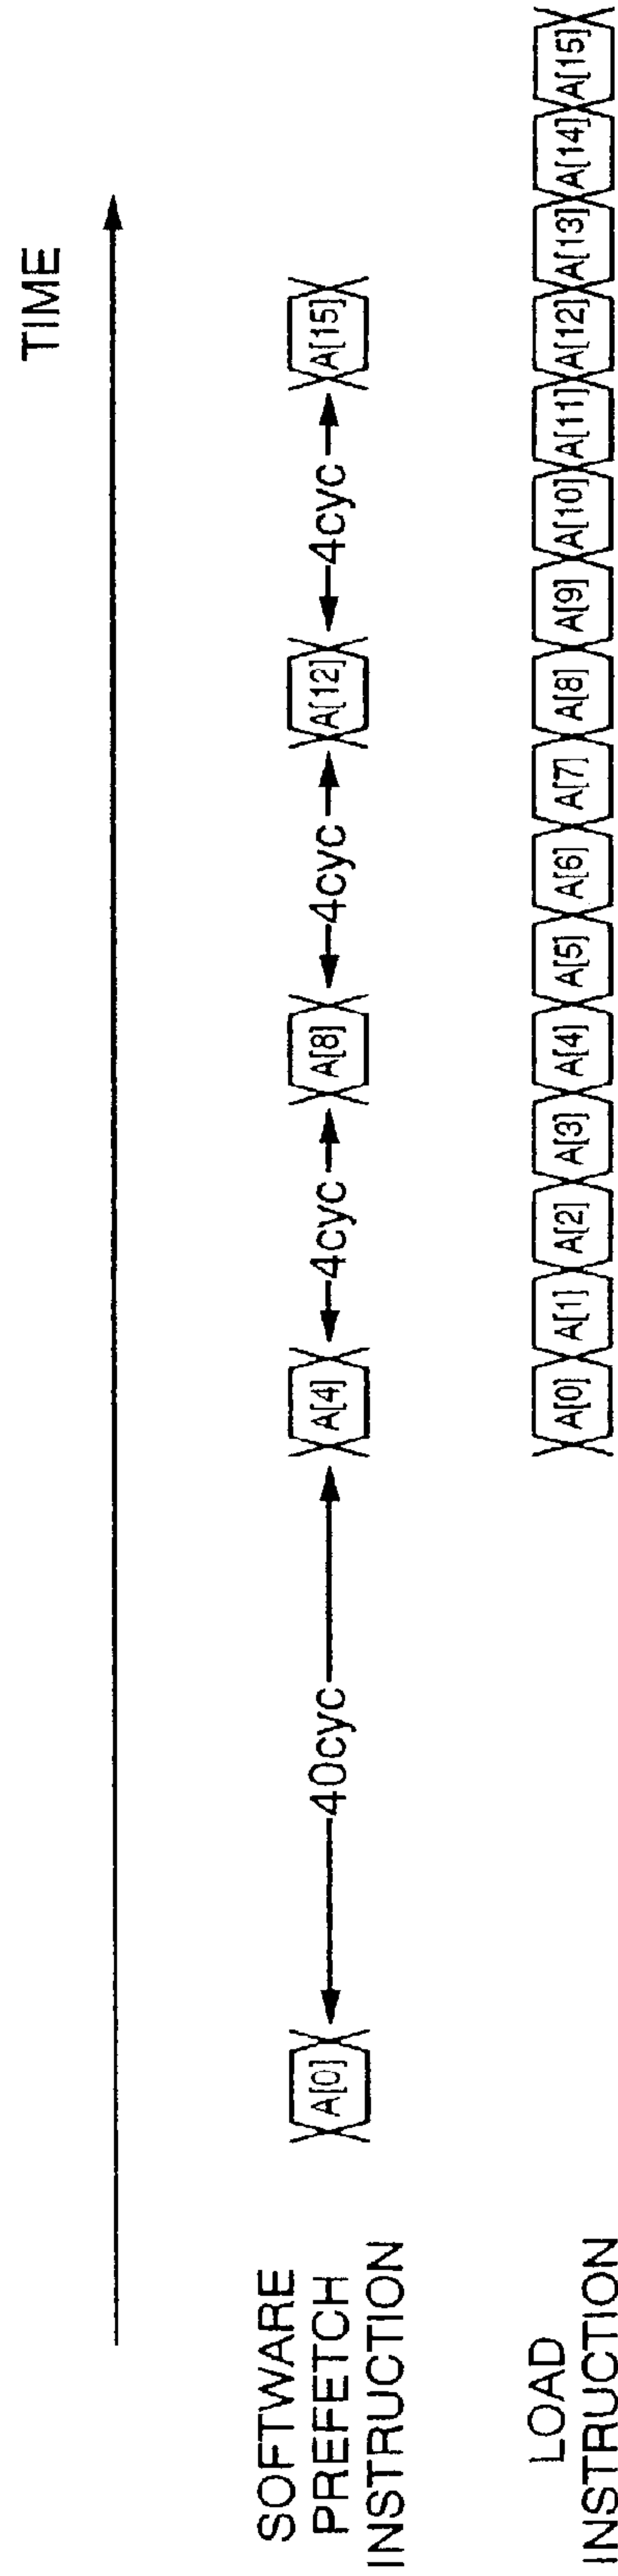 TIME
SOFTWARE
PREFETCH
INSTRUCTION
A[0]
40cyc
A[4]
4cyc
A[8]
4cyc
A[12]
4cyc
A[15]
LOAD
INSTRUCTION
A[0] A[1] A[2] A[3] A[4] A[5] A[6] A[7] A[8] A[9] A[10] A[11] A[12] A[13] A[14] A[15]